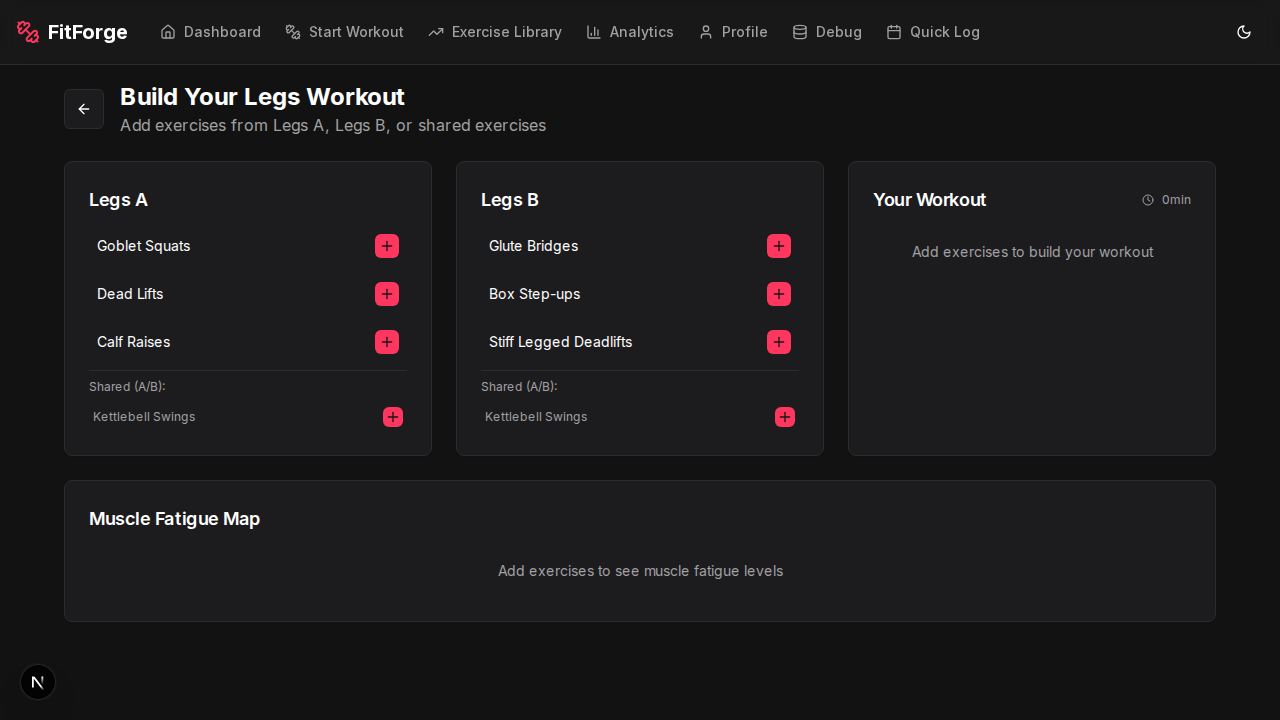 FitForge
Dashboard
Start Workout
Exercise Library
Analytics
Profile
Debug
Quick Log
Build Your Legs Workout
Add exercises from Legs A, Legs B, or shared exercises
Legs A
Goblet Squats
Dead Lifts
Calf Raises
Shared (A/B):
Kettlebell Swings
Legs B
Glute Bridges
Box Step-ups
Stiff Legged Deadlifts
Shared (A/B):
Kettlebell Swings
Your Workout
0min
Add exercises to build your workout
Muscle Fatigue Map
Add exercises to see muscle fatigue levels
N